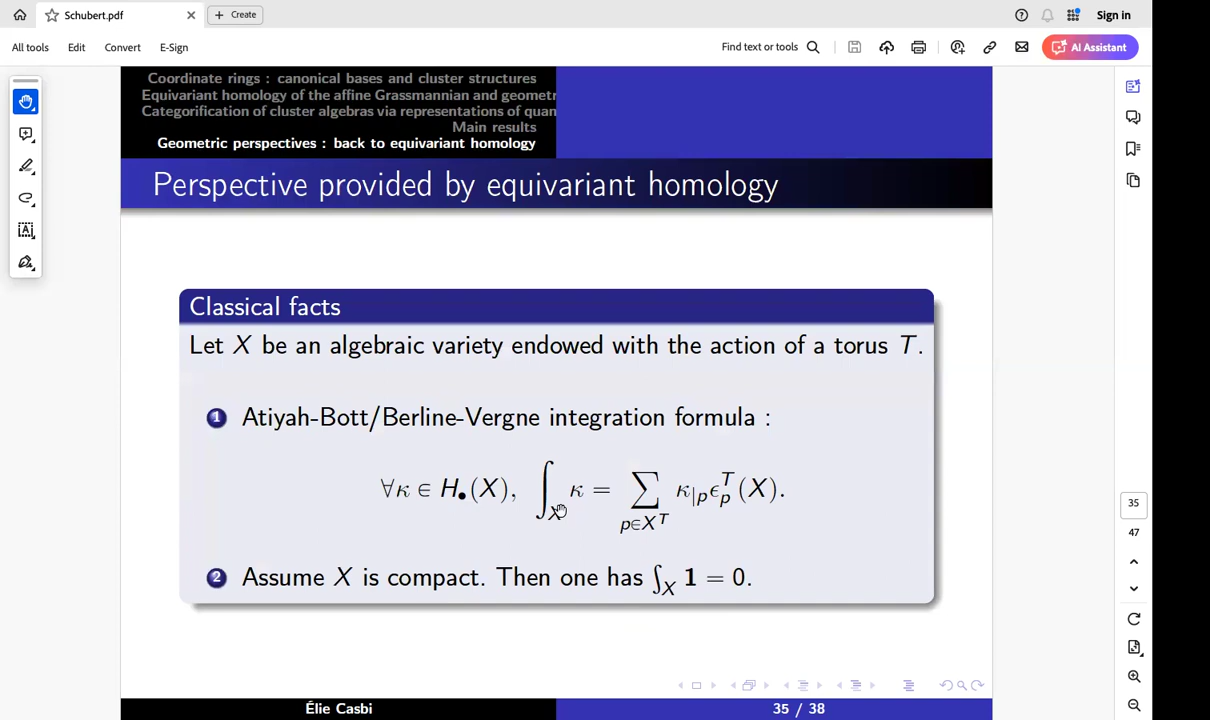 Schubert.pdf
Create
Sign in
All tools Edit Convert E-Sign
Find text or tools
AI Assistant
Coordinate rings : canonical bases and cluster structures
Equivariant homology of the affine Grassmannian and geometr
Categorification of cluster algebras via representations of quan
Main results
Geometric perspectives : back to equivariant homology
Perspective provided by equivariant homology
Classical facts
Let X be an algebraic variety endowed with the action of a torus T.
1 Atiyah-Bott/Berline-Vergne integration formula :
∀κ ∈ H•(X), ∫_X κ = ∑_{p∈X^T} κ_{|p} ϵ_p^T(X).
2 Assume X is compact. Then one has ∫_X 1 = 0.
35
47
Élie Casbi
35 / 38